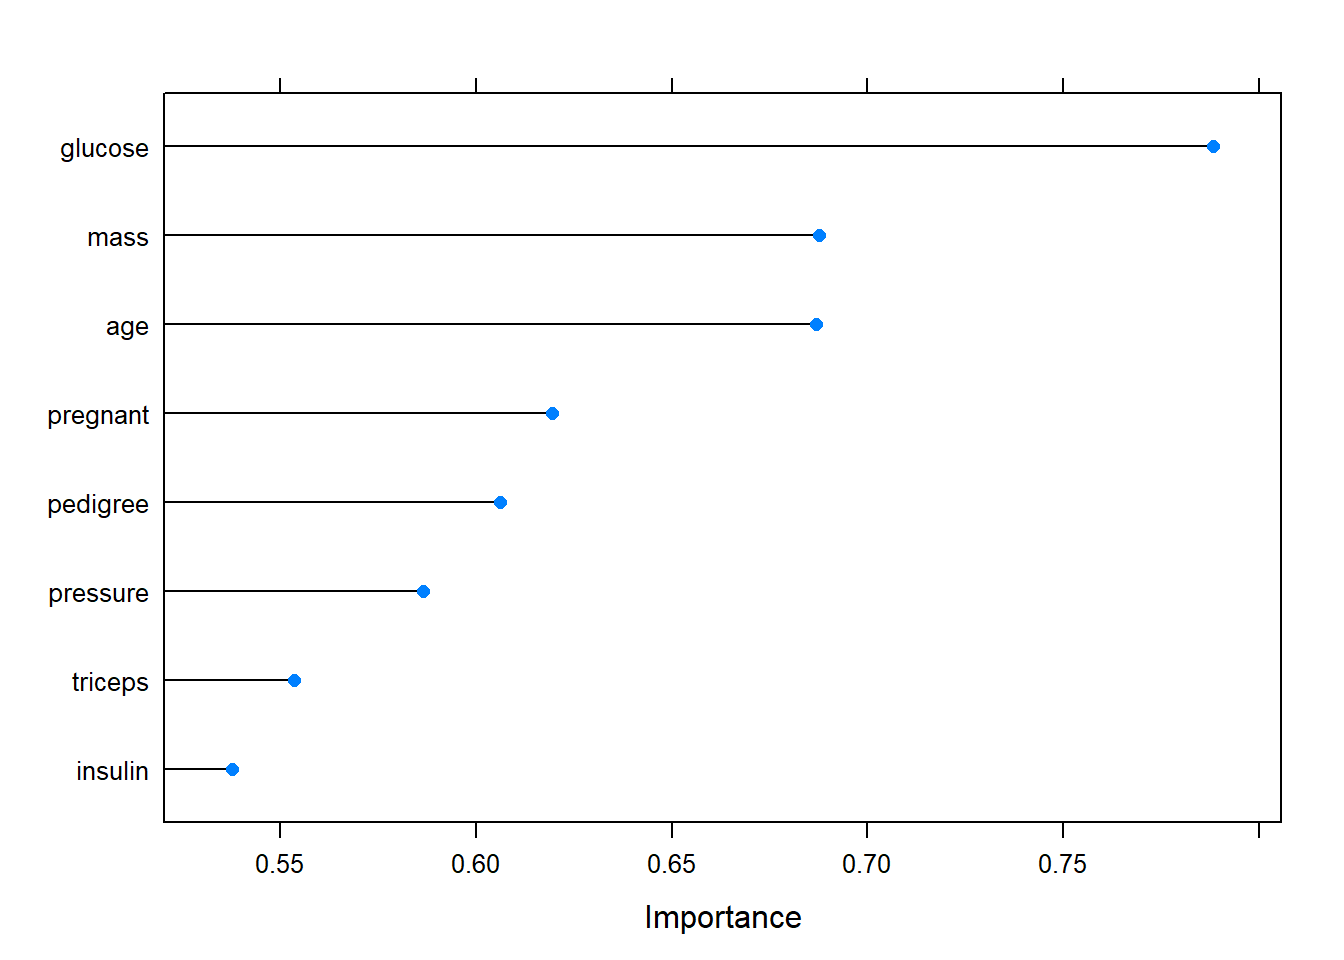 glucose
mass
age
pregnant
pedigree
pressure
triceps
insulin
0.55 0.60 0.65 0.70 0.75
Importance